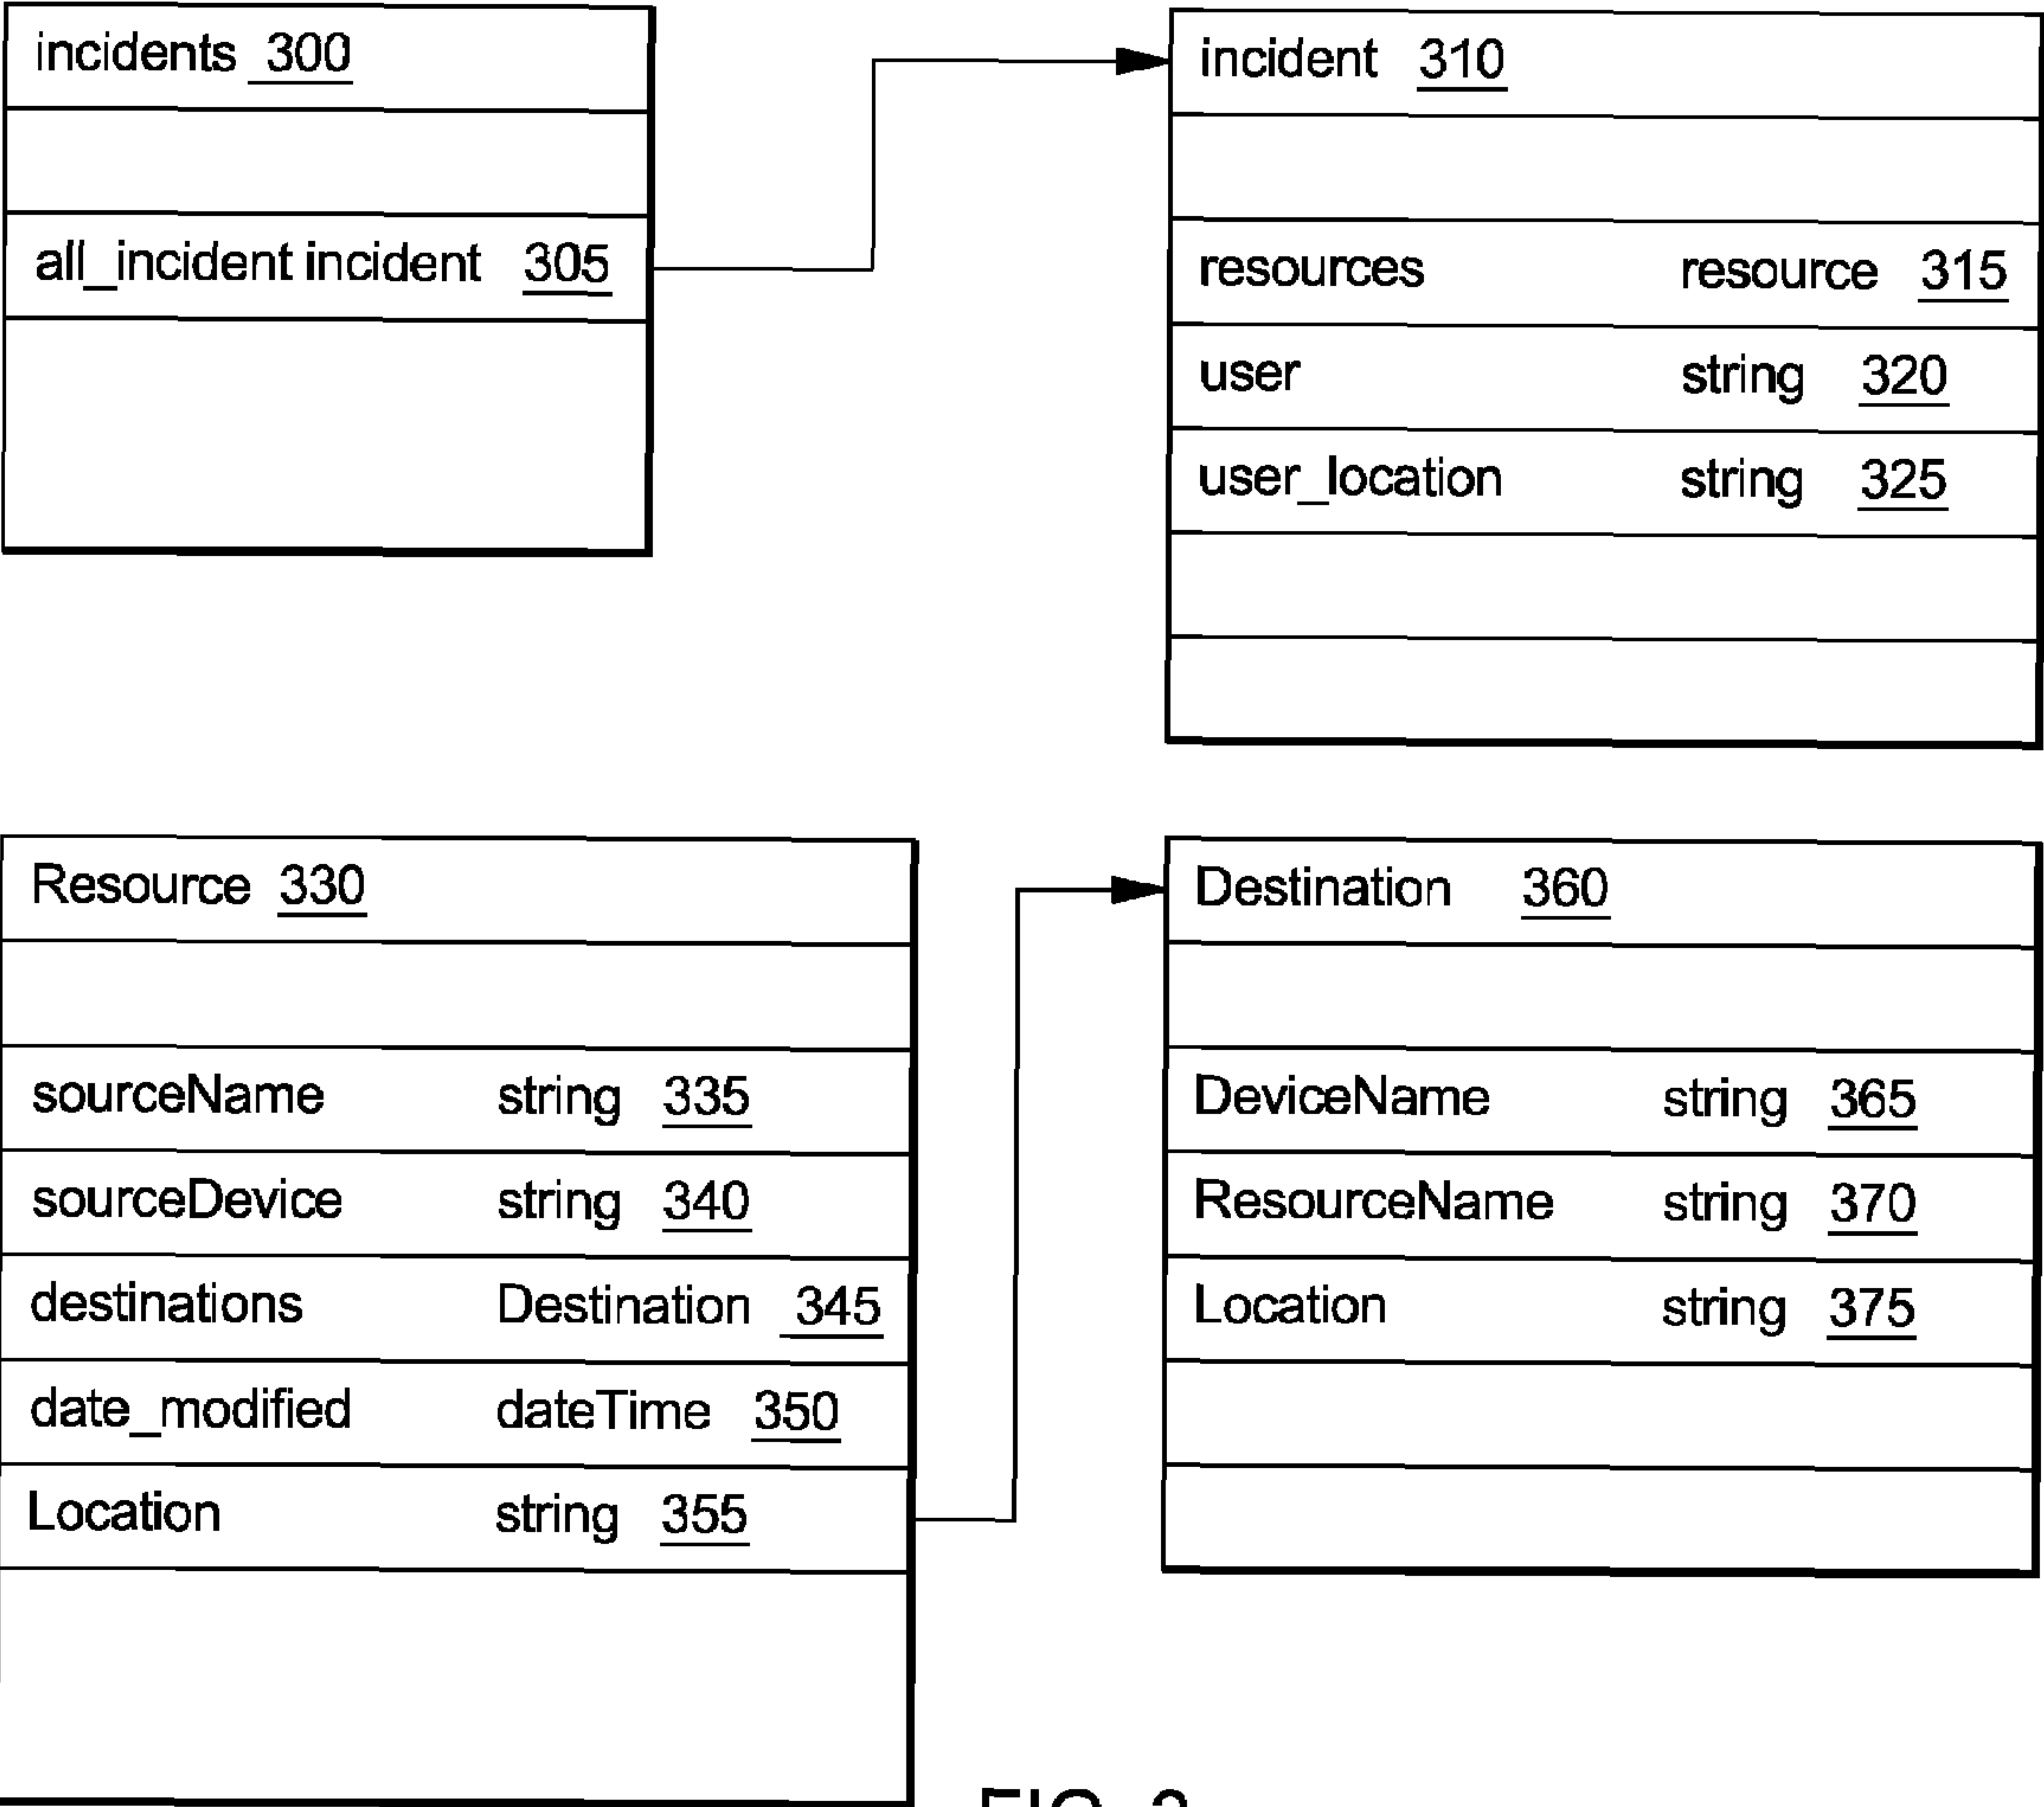 incidents 300
all_incident incident 305
incident 310
resources resource 315
user string 320
user_location string 325
Resource 330
sourceName string 335
sourceDevice string 340
destinations Destination 345
date_modified dateTime 350
Location string 355
Destination 360
DeviceName string 365
ResourceName string 370
Location string 375